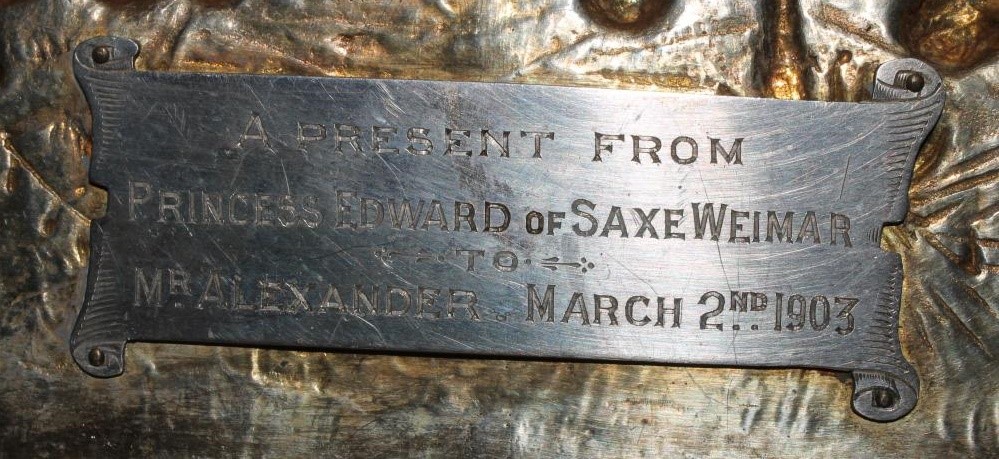 A PRESENT FROM
PRINCESS EDWARD OF SAXE WEIMAR
TO
MR ALEXANDER. MARCH 2ND 1903